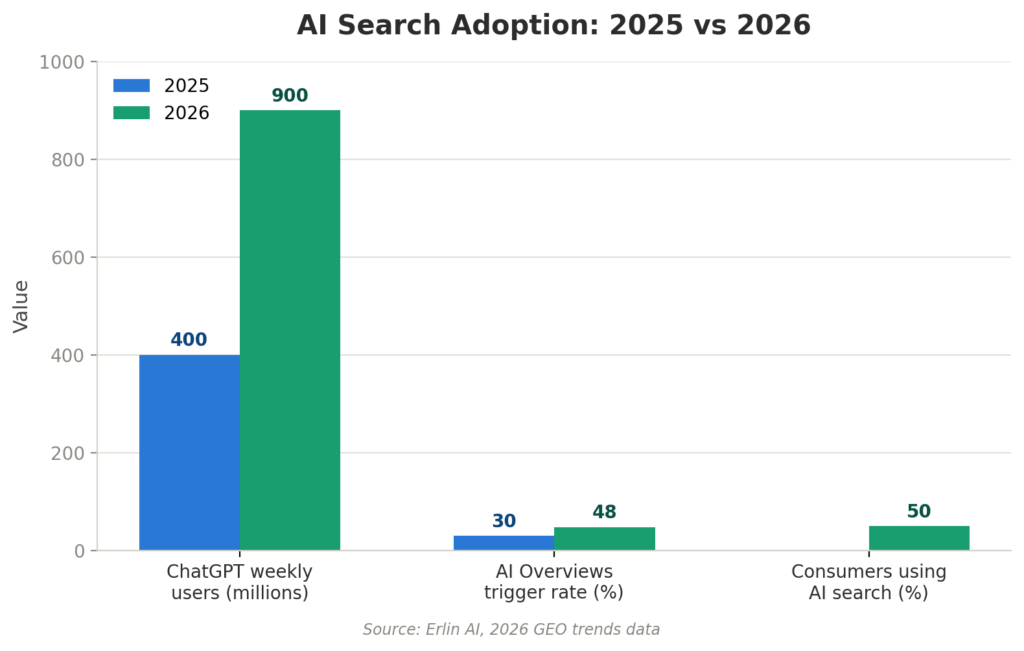 AI Search Adoption: 2025 vs 2026
1000
800
600
400
200
0
Value
2025
2026
400
900
30
48
50
ChatGPT weekly
users (millions)
AI Overviews
trigger rate (%)
Consumers using
AI search (%)
Source: Erlin AI, 2026 GEO trends data